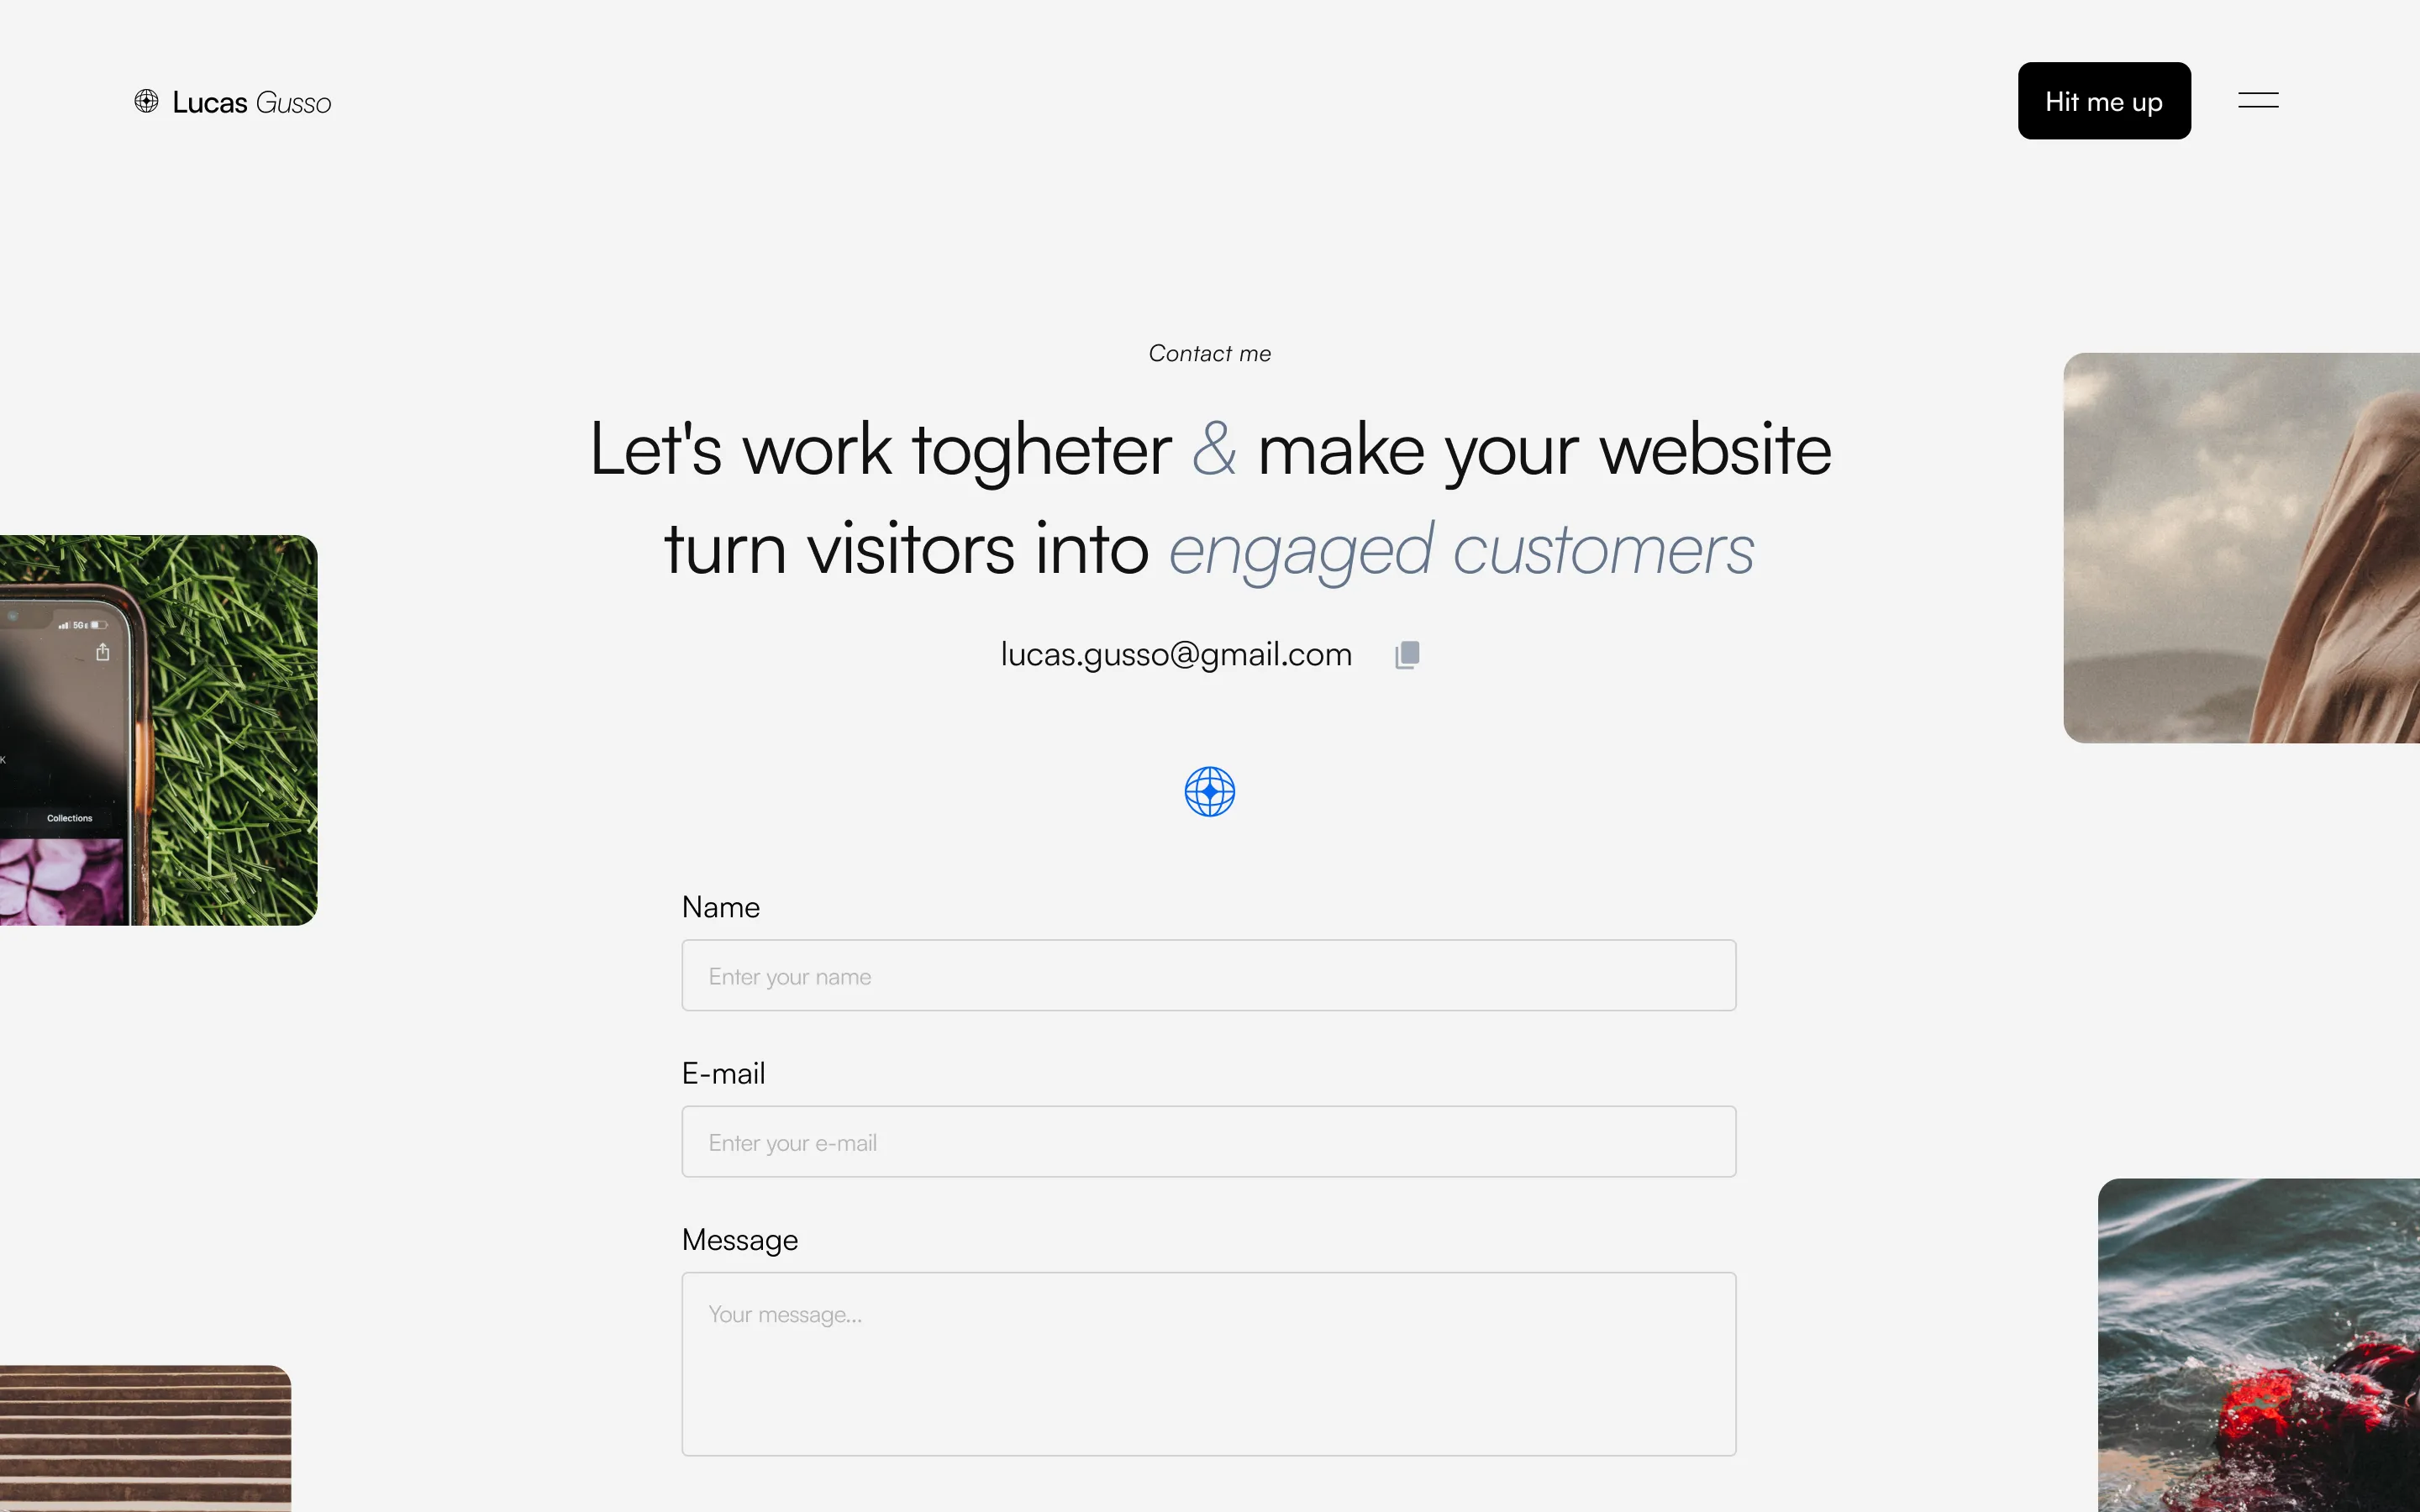 Lucas Gusso
Hit me up
Contact me
Let's work togheter & make your website
turn visitors into engaged customers
lucas.gusso@gmail.com
5G
K
Collections
Name
Enter your name
E-mail
Enter your e-mail
Message
Your message...